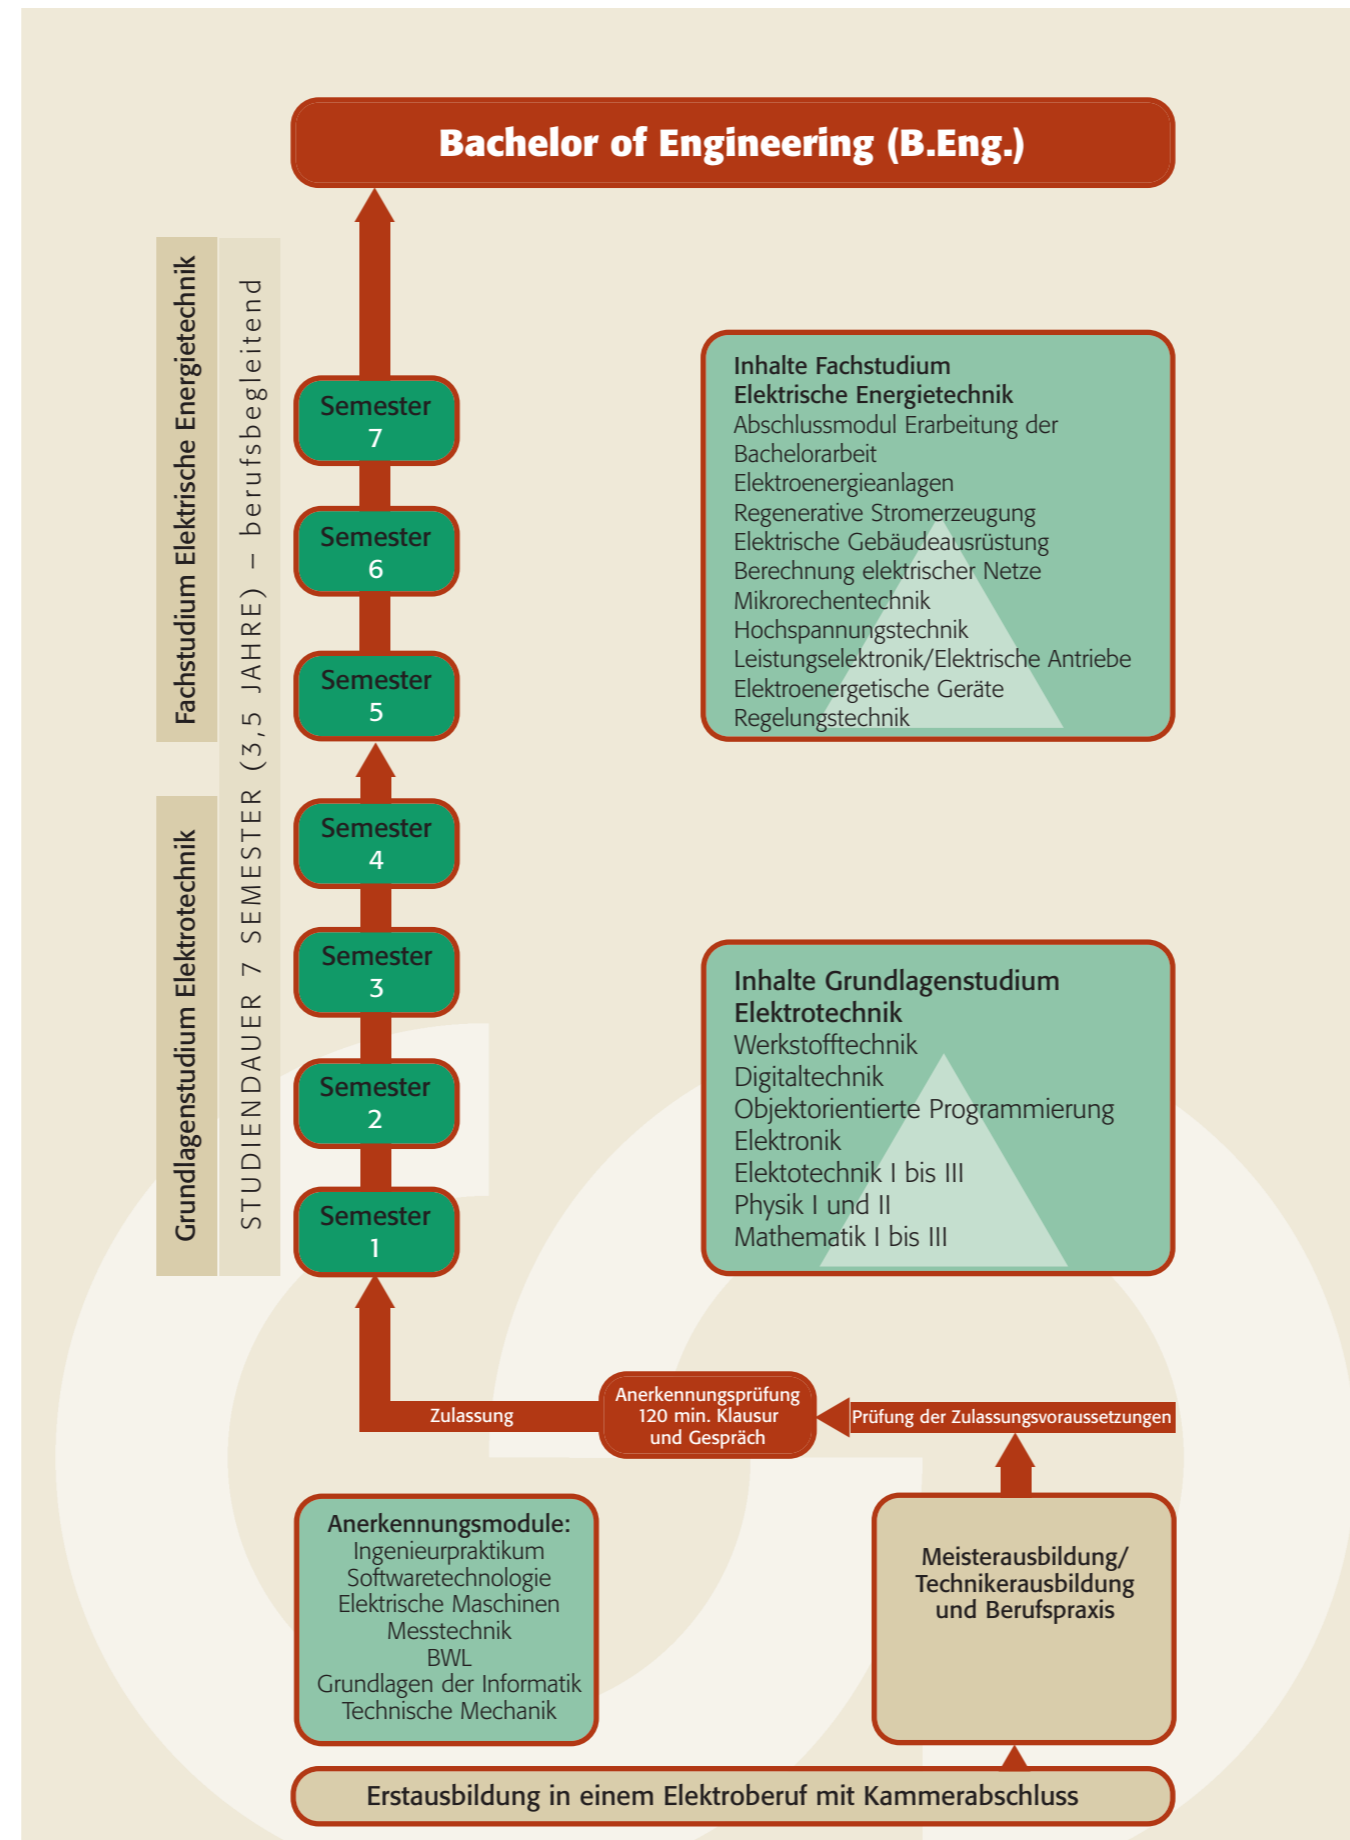 Bachelor of Engineering (B.Eng.)
Fachstudium Elektrische Energietechnik
Grundlagenstudium Elektrotechnik
STUDIENDAUER 7 SEMESTER (3,5 JAHRE) – berufsbegleitend
Semester
7
Semester
6
Semester
5
Semester
4
Semester
3
Semester
2
Semester
1
Inhalte Fachstudium
Elektrische Energietechnik
Abschlussmodul Erarbeitung der
Bachelorarbeit
Elektroenergieanlagen
Regenerative Stromerzeugung
Elektrische Gebäudeausrüstung
Berechnung elektrischer Netze
Mikrorechentechnik
Hochspannungstechnik
Leistungselektronik/Elektrische Antriebe
Elektroenergetische Geräte
Regelungstechnik
Inhalte Grundlagenstudium
Elektrotechnik
Werkstofftechnik
Digitaltechnik
Objektorientierte Programmierung
Elektronik
Elektotechnik I bis III
Physik I und II
Mathematik I bis III
Zulassung
Anerkennungsprüfung
120 min. Klausur
und Gespräch
Prüfung der Zulassungsvoraussetzungen
Anerkennungsmodule:
Ingenieurpraktikum
Softwaretechnologie
Elektrische Maschinen
Messtechnik
BWL
Grundlagen der Informatik
Technische Mechanik
Meisterausbildung/
Technikerausbildung
und Berufspraxis
Erstausbildung in einem Elektroberuf mit Kammerabschluss